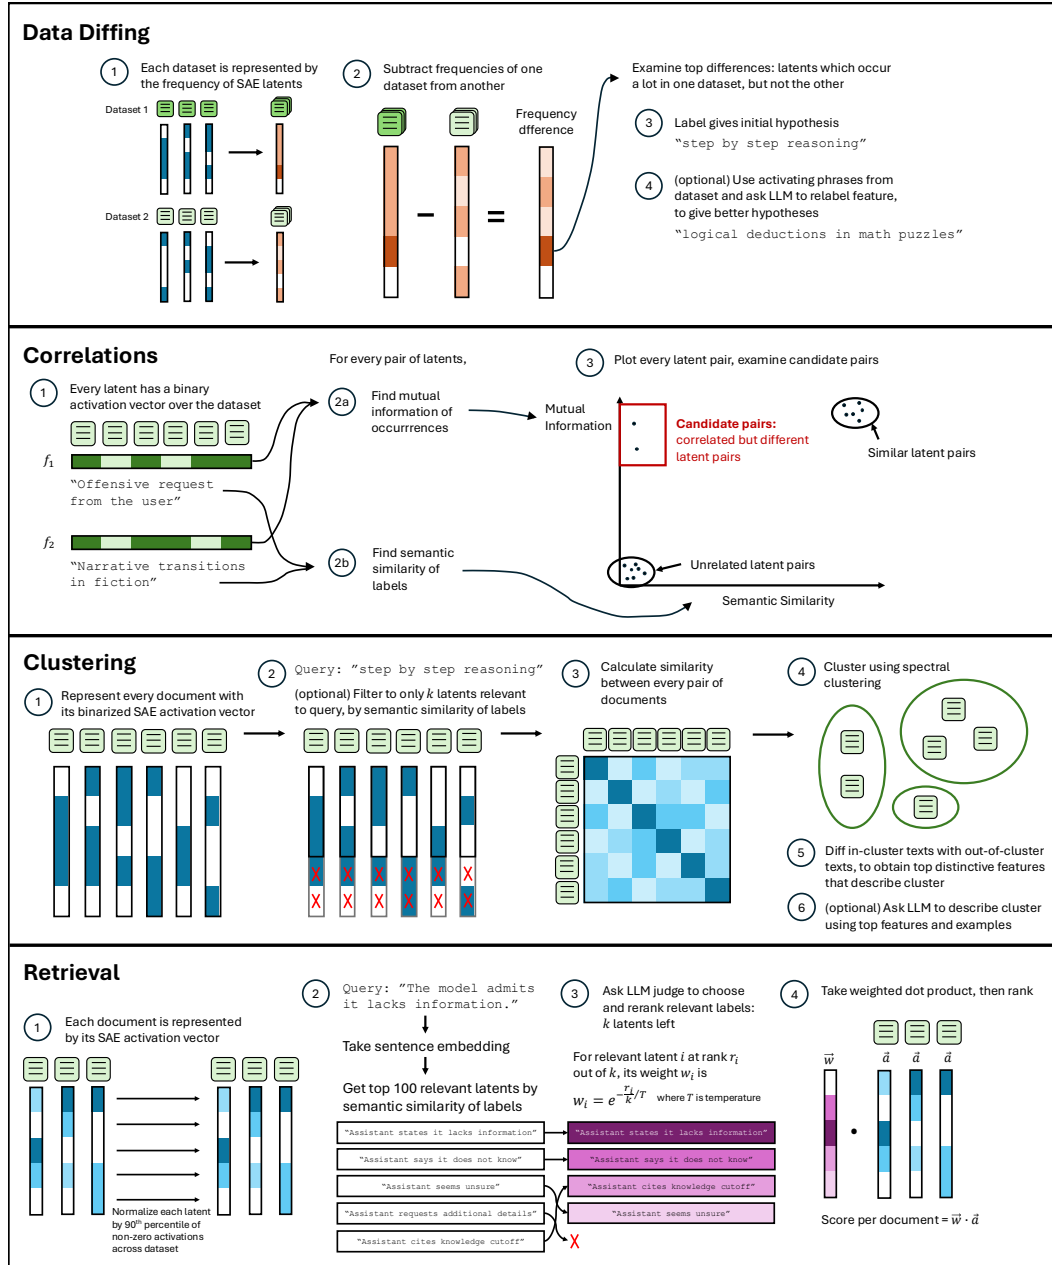 Data Diffing
1
Each dataset is represented by
the frequency of SAE latents
Dataset 1
Dataset 2
2
Subtract frequencies of one
dataset from another
Frequency
dfference
−
=
Examine top differences: latents which occur
a lot in one dataset, but not the other
3
Label gives initial hypothesis
“step by step reasoning”
4
(optional) Use activating phrases from
dataset and ask LLM to relabel feature,
to give better hypotheses
“logical deductions in math puzzles”
Correlations
1
Every latent has a binary
activation vector over the dataset
f₁
“Offensive request
from the user”
f₂
“Narrative transitions
in fiction”
For every pair of latents,
2a
Find mutual
information of
occurrrences
2b
Find semantic
similarity of
labels
3
Plot every latent pair, examine candidate pairs
Mutual
Information
Candidate pairs:
correlated but different
latent pairs
Similar latent pairs
Unrelated latent pairs
Semantic Similarity
Clustering
1
Represent every document with
its binarized SAE activation vector
2
Query: ”step by step reasoning”
(optional) Filter to only k latents relevant
to query, by semantic similarity of labels
3
Calculate similarity
between every pair of
documents
4
Cluster using spectral
clustering
5
Diff in-cluster texts with out-of-cluster
texts, to obtain top distinctive features
that describe cluster
6
(optional) Ask LLM to describe cluster
using top features and examples
Retrieval
1
Each document is represented
by its SAE activation vector
Normalize each latent
by 90th percentile of
non-zero activations
across dataset
2
Query: ”The model admits
it lacks information.”
Take sentence embedding
Get top 100 relevant latents by
semantic similarity of labels
“Assistant states it lacks information”
“Assistant says it does not know”
“Assistant seems unsure”
“Assistant requests additional details”
“Assistant cites knowledge cutoff”
3
Ask LLM judge to choose
and rerank relevant labels:
k latents left
For relevant latent i at rank rᵢ
out of k, its weight wᵢ is
wᵢ = e^(−(rᵢ/k)/T) where T is temperature
“Assistant states it lacks information”
“Assistant says it does not know”
“Assistant cites knowledge cutoff”
“Assistant seems unsure”
4
Take weighted dot product, then rank
w⃗
a⃗ a⃗ a⃗
Score per document = w⃗ · a⃗